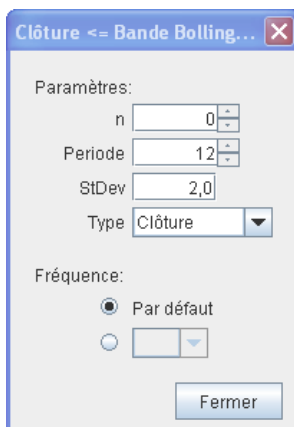 Clôture <= Bande Bolling...
Paramètres:
n 0
Periode 12
StDev 2,0
Type Clôture
Fréquence:
Par défaut
Fermer